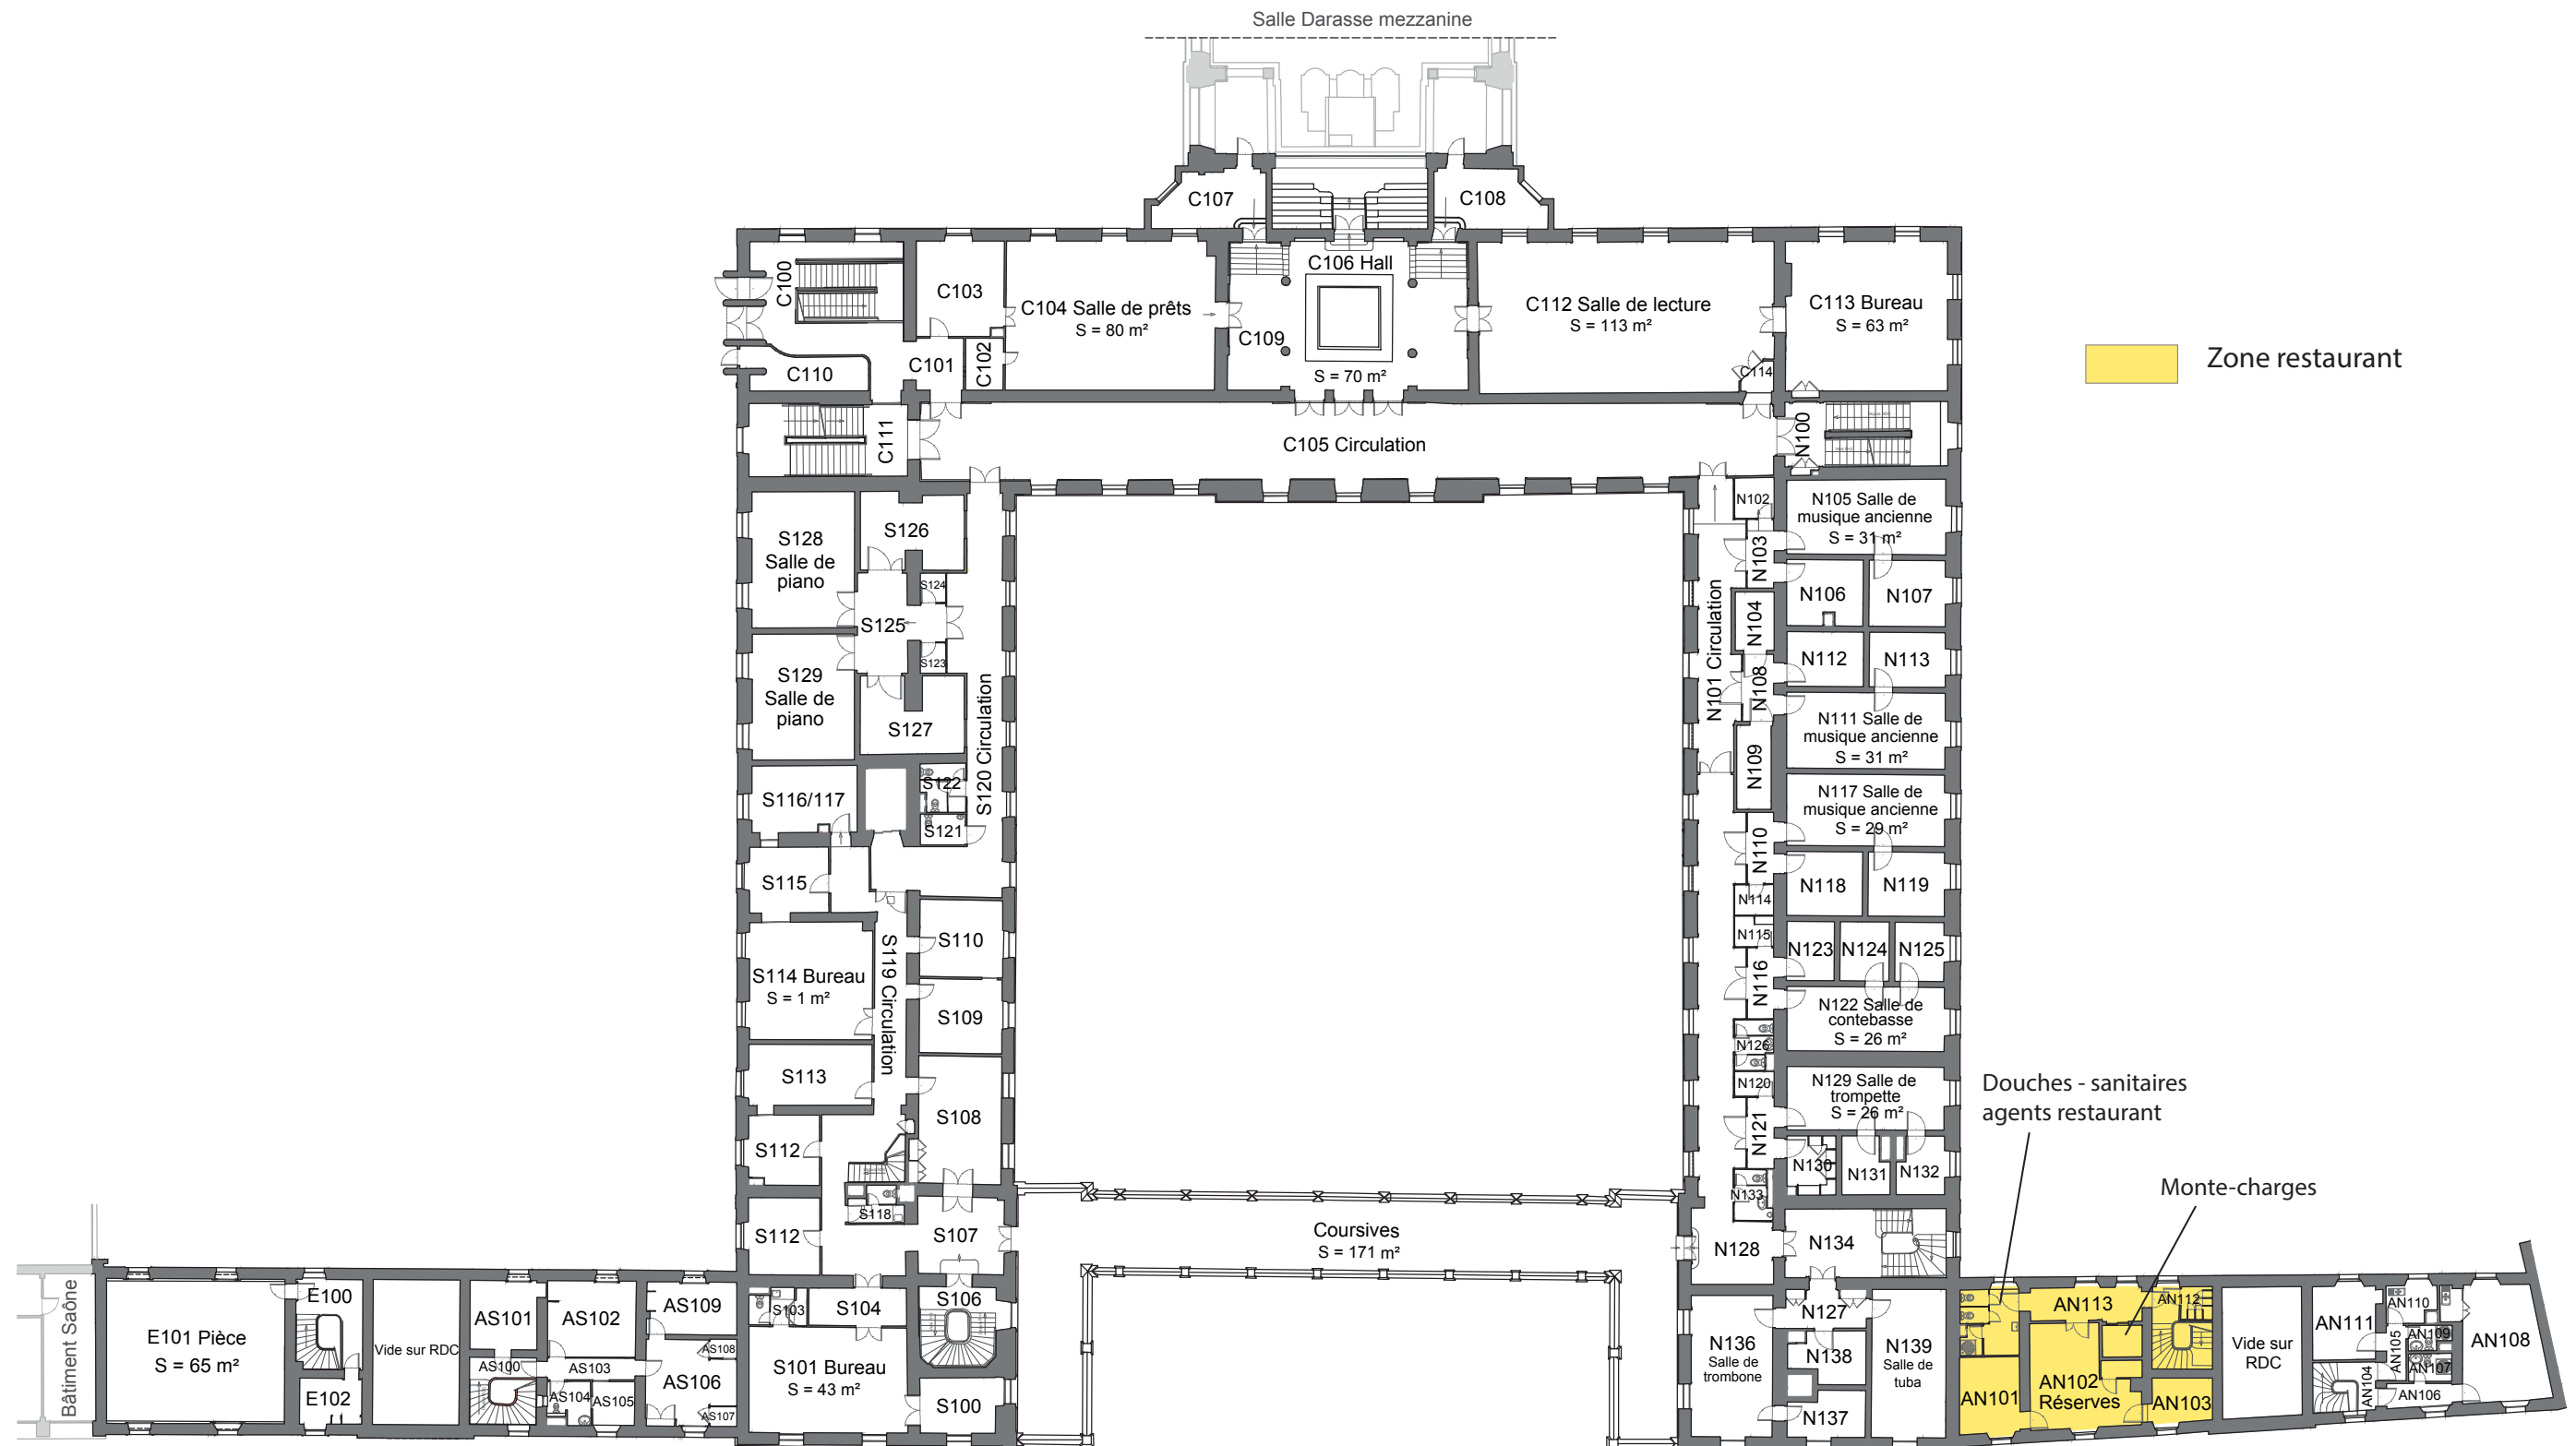 Salle Darasse mezzanine
C107
C108
C100
C103
C104 Salle de prêts
S = 80 m²
C106 Hall
C109
S = 70 m²
C112 Salle de lecture
S = 113 m²
C113 Bureau
S = 63 m²
Zone restaurant
C110
C101
C102
C114
C111
C105 Circulation
N100
S128
Salle de
piano
S126
S124
S125
S123
S129
Salle de
piano
S127
S120 Circulation
S116/117
S122
S121
S115
S114 Bureau
S = 1 m²
S119 Circulation
S110
S109
S113
S108
S112
S118
S112
S107
N102
N105 Salle de
musique ancienne
S = 31 m²
N103
N101 Circulation
N104
N106
N107
N112
N113
N108
N111 Salle de
musique ancienne
S = 31 m²
N109
N117 Salle de
musique ancienne
S = 29 m²
N110
N118
N119
N114
N115
N123
N124
N125
N116
N122 Salle de
contebasse
S = 26 m²
N126
N120
N129 Salle de
trompette
S = 26 m²
N121
N130
N131
N132
N133
N128
N134
Douches - sanitaires
agents restaurant
Monte-charges
Coursives
S = 171 m²
Bâtiment Saône
E101 Pièce
S = 65 m²
E100
E102
Vide sur RDC
AS101
AS102
AS109
AS100
AS103
AS108
AS104
AS105
AS106
AS107
S103
S104
S106
S101 Bureau
S = 43 m²
S100
N127
N136
Salle de
trombone
N138
N137
N139
Salle de
tuba
AN113
AN112
AN101
AN102
Réserves
AN103
Vide sur
RDC
AN111
AN110
AN105
AN109
AN107
AN108
AN104
AN106